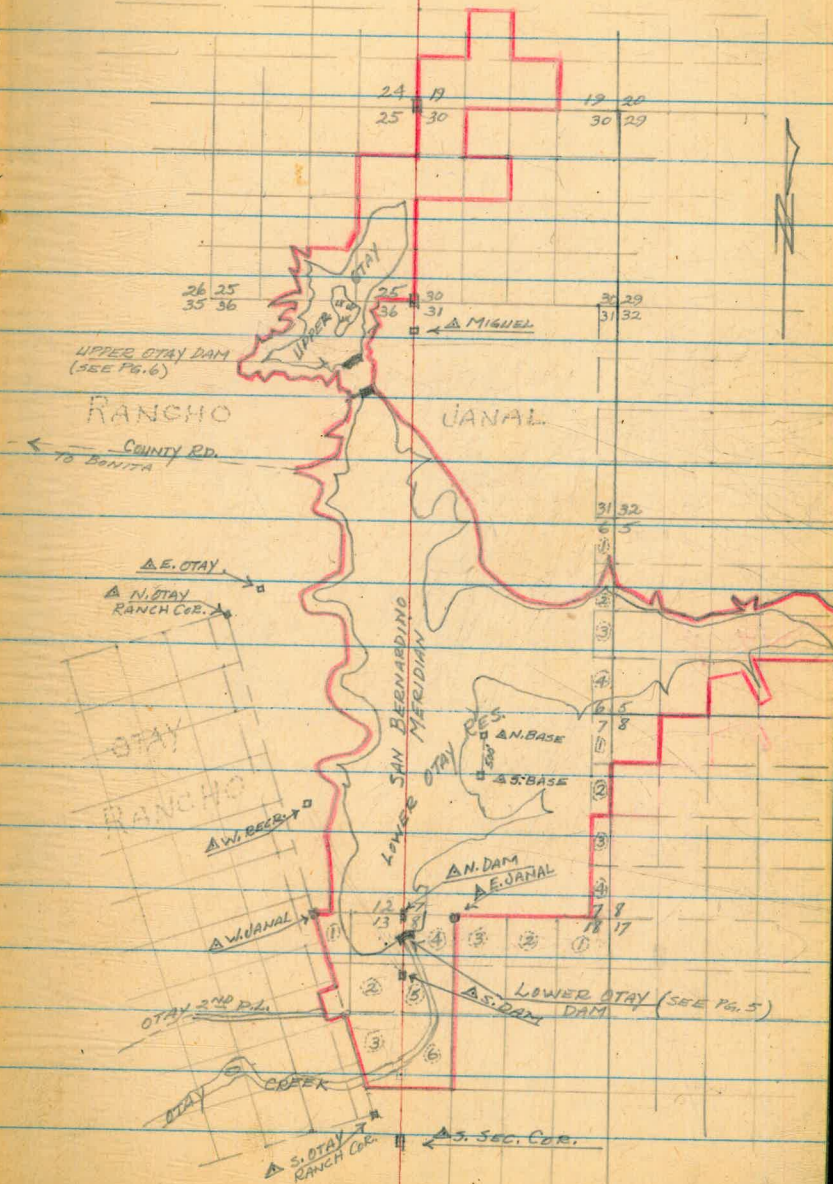 24 19
25 30
19 20
30 29
N
26 25
35 36
25 30
36 31
30 29
31 32
UPPER OTAY
△ MIGUEL
UPPER OTAY DAM
(SEE PG. 6)
RANCHO JANAL
COUNTY RD.
TO BONITA
31 32
6 5
①
△ E. OTAY
△ N. OTAY
RANCH COR.
②
③
④
6 5
7 8
①
②
③
④
7 8
18 17
LOWER SAN BERNARDINO
MERIDIAN
LOWER OTAY RES.
△ N. BASE
500'
△ S. BASE
OTAY
RANCHO
△ W. RESR.
△ N. DAM
△ E. JANAL
△ W. JANAL
12 7
13 18
① ④ ③ ② ①
② ⑤
③ ⑥
△ S. DAM
LOWER OTAY (SEE PG. 5)
DAM
OTAY 2ND P.L.
OTAY CREEK
△ S. OTAY
RANCH COR.
△ S. SEC. COR.